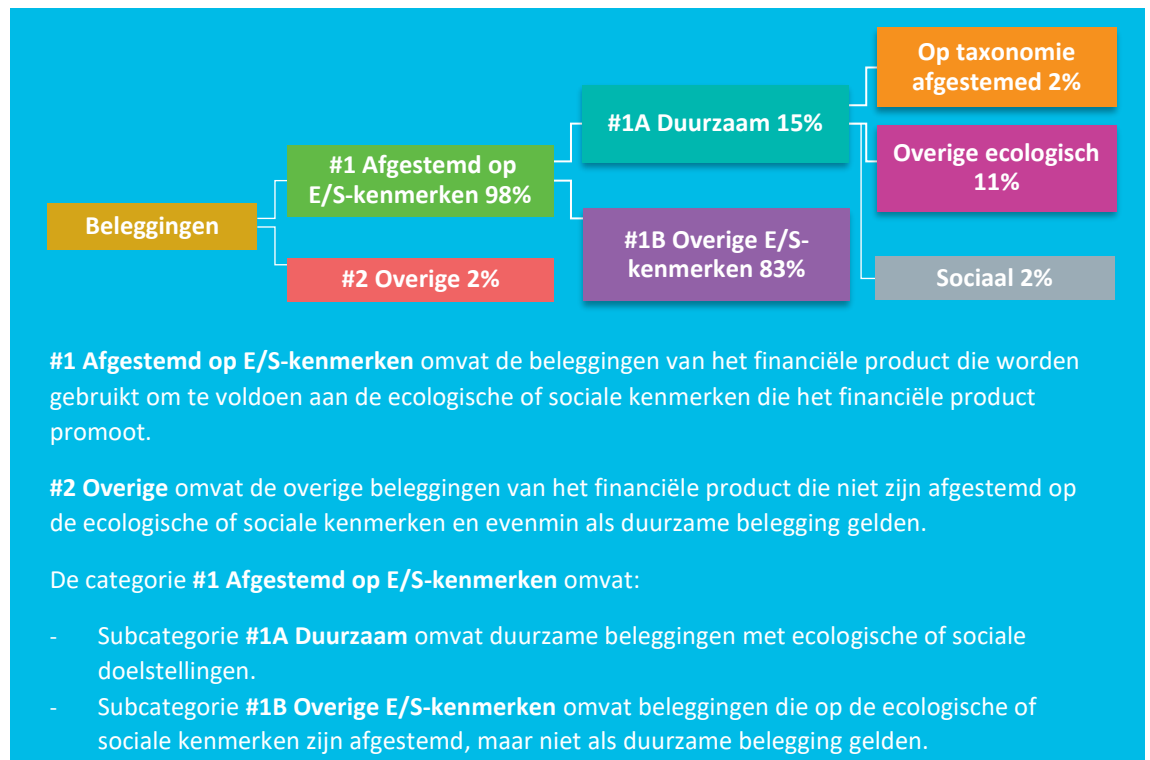 Op taxonomie
afgestemed 2%
#1A Duurzaam 15%
#1 Afgestemd op
E/S-kenmerken 98%
Overige ecologisch
11%
Beleggingen
#1B Overige E/S-
kenmerken 83%
#2 Overige 2%
Sociaal 2%
#1 Afgestemd op E/S-kenmerken omvat de beleggingen van het financiële product die worden
gebruikt om te voldoen aan de ecologische of sociale kenmerken die het financiële product
promoot.
#2 Overige omvat de overige beleggingen van het financiële product die niet zijn afgestemd op
de ecologische of sociale kenmerken en evenmin als duurzame belegging gelden.
De categorie #1 Afgestemd op E/S-kenmerken omvat:
- Subcategorie #1A Duurzaam omvat duurzame beleggingen met ecologische of sociale
doelstellingen.
- Subcategorie #1B Overige E/S-kenmerken omvat beleggingen die op de ecologische of
sociale kenmerken zijn afgestemd, maar niet als duurzame belegging gelden.